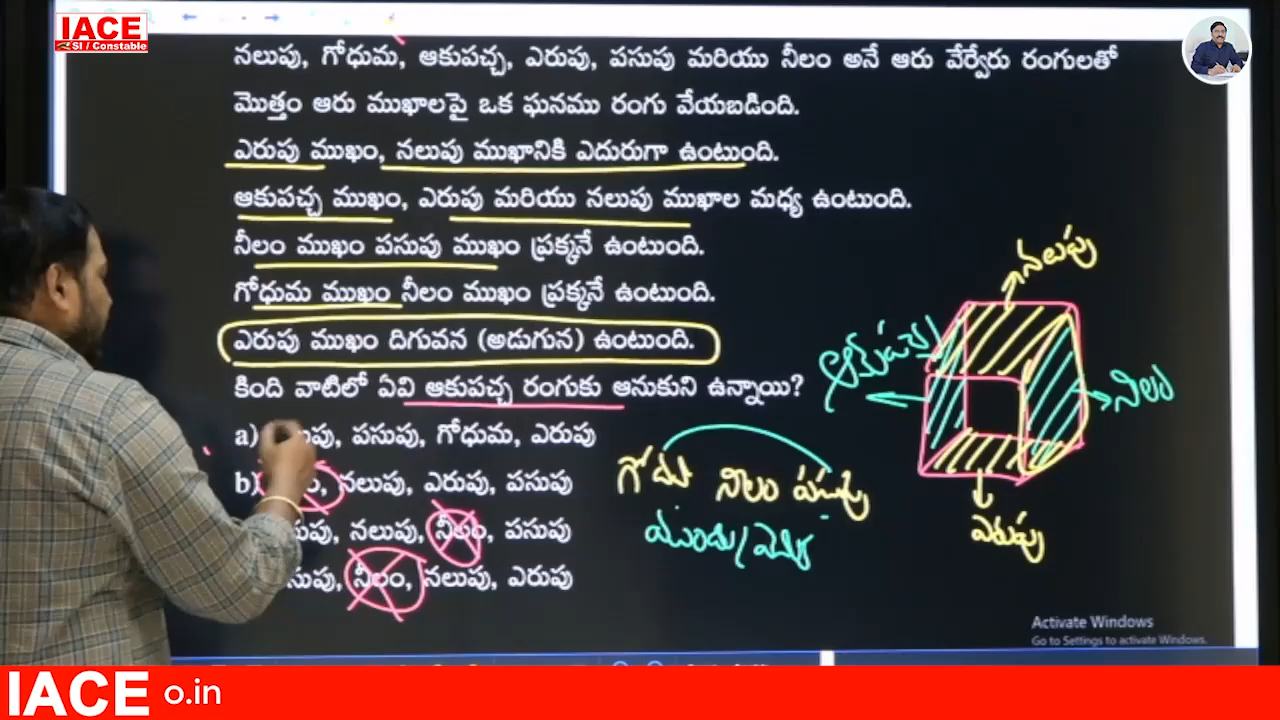 IACE
SI / Constable
నలుపు, గోధుమ, ఆకుపచ్చ, ఎరుపు, పసుపు మరియు నీలం అనే ఆరు వేర్వేరు రంగులతో
మొత్తం ఆరు ముఖాలపై ఒక ఘనము రంగు వేయబడింది.
ఎరుపు ముఖం, నలుపు ముఖానికి ఎదురుగా ఉంటుంది.
ఆకుపచ్చ ముఖం, ఎరుపు మరియు నలుపు ముఖాల మధ్య ఉంటుంది.
నీలం ముఖం పసుపు ముఖం ప్రక్కనే ఉంటుంది.
గోధుమ ముఖం నీలం ముఖం ప్రక్కనే ఉంటుంది.
ఎరుపు ముఖం దిగువన (అడుగున) ఉంటుంది.
కింది వాటిలో ఏవి ఆకుపచ్చ రంగుకు ఆనుకుని ఉన్నాయి?
a) పసుపు, గోధుమ, ఎరుపు
b) నలుపు, ఎరుపు, పసుపు
నలుపు, నీలం, పసుపు
నీలం, నలుపు, ఎరుపు
నలుపు
ఆకుపచ్చ
నీలం
ఎరుపు
నీలం పసుపు
Activate Windows
Go to Settings to activate Windows.
IACE o.in